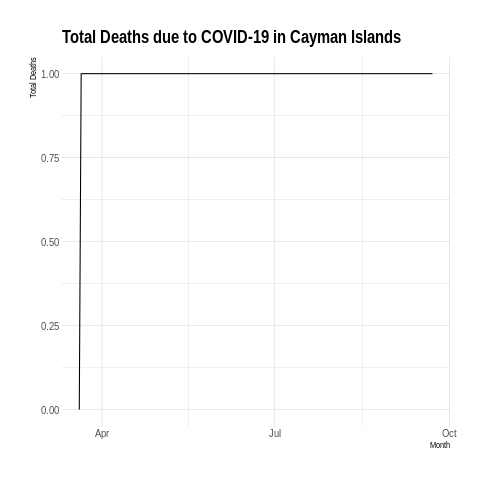 Total Deaths due to COVID-19 in Cayman Islands
Total Deaths
1.00
0.75
0.50
0.25
0.00
Apr
Jul
Oct
Month